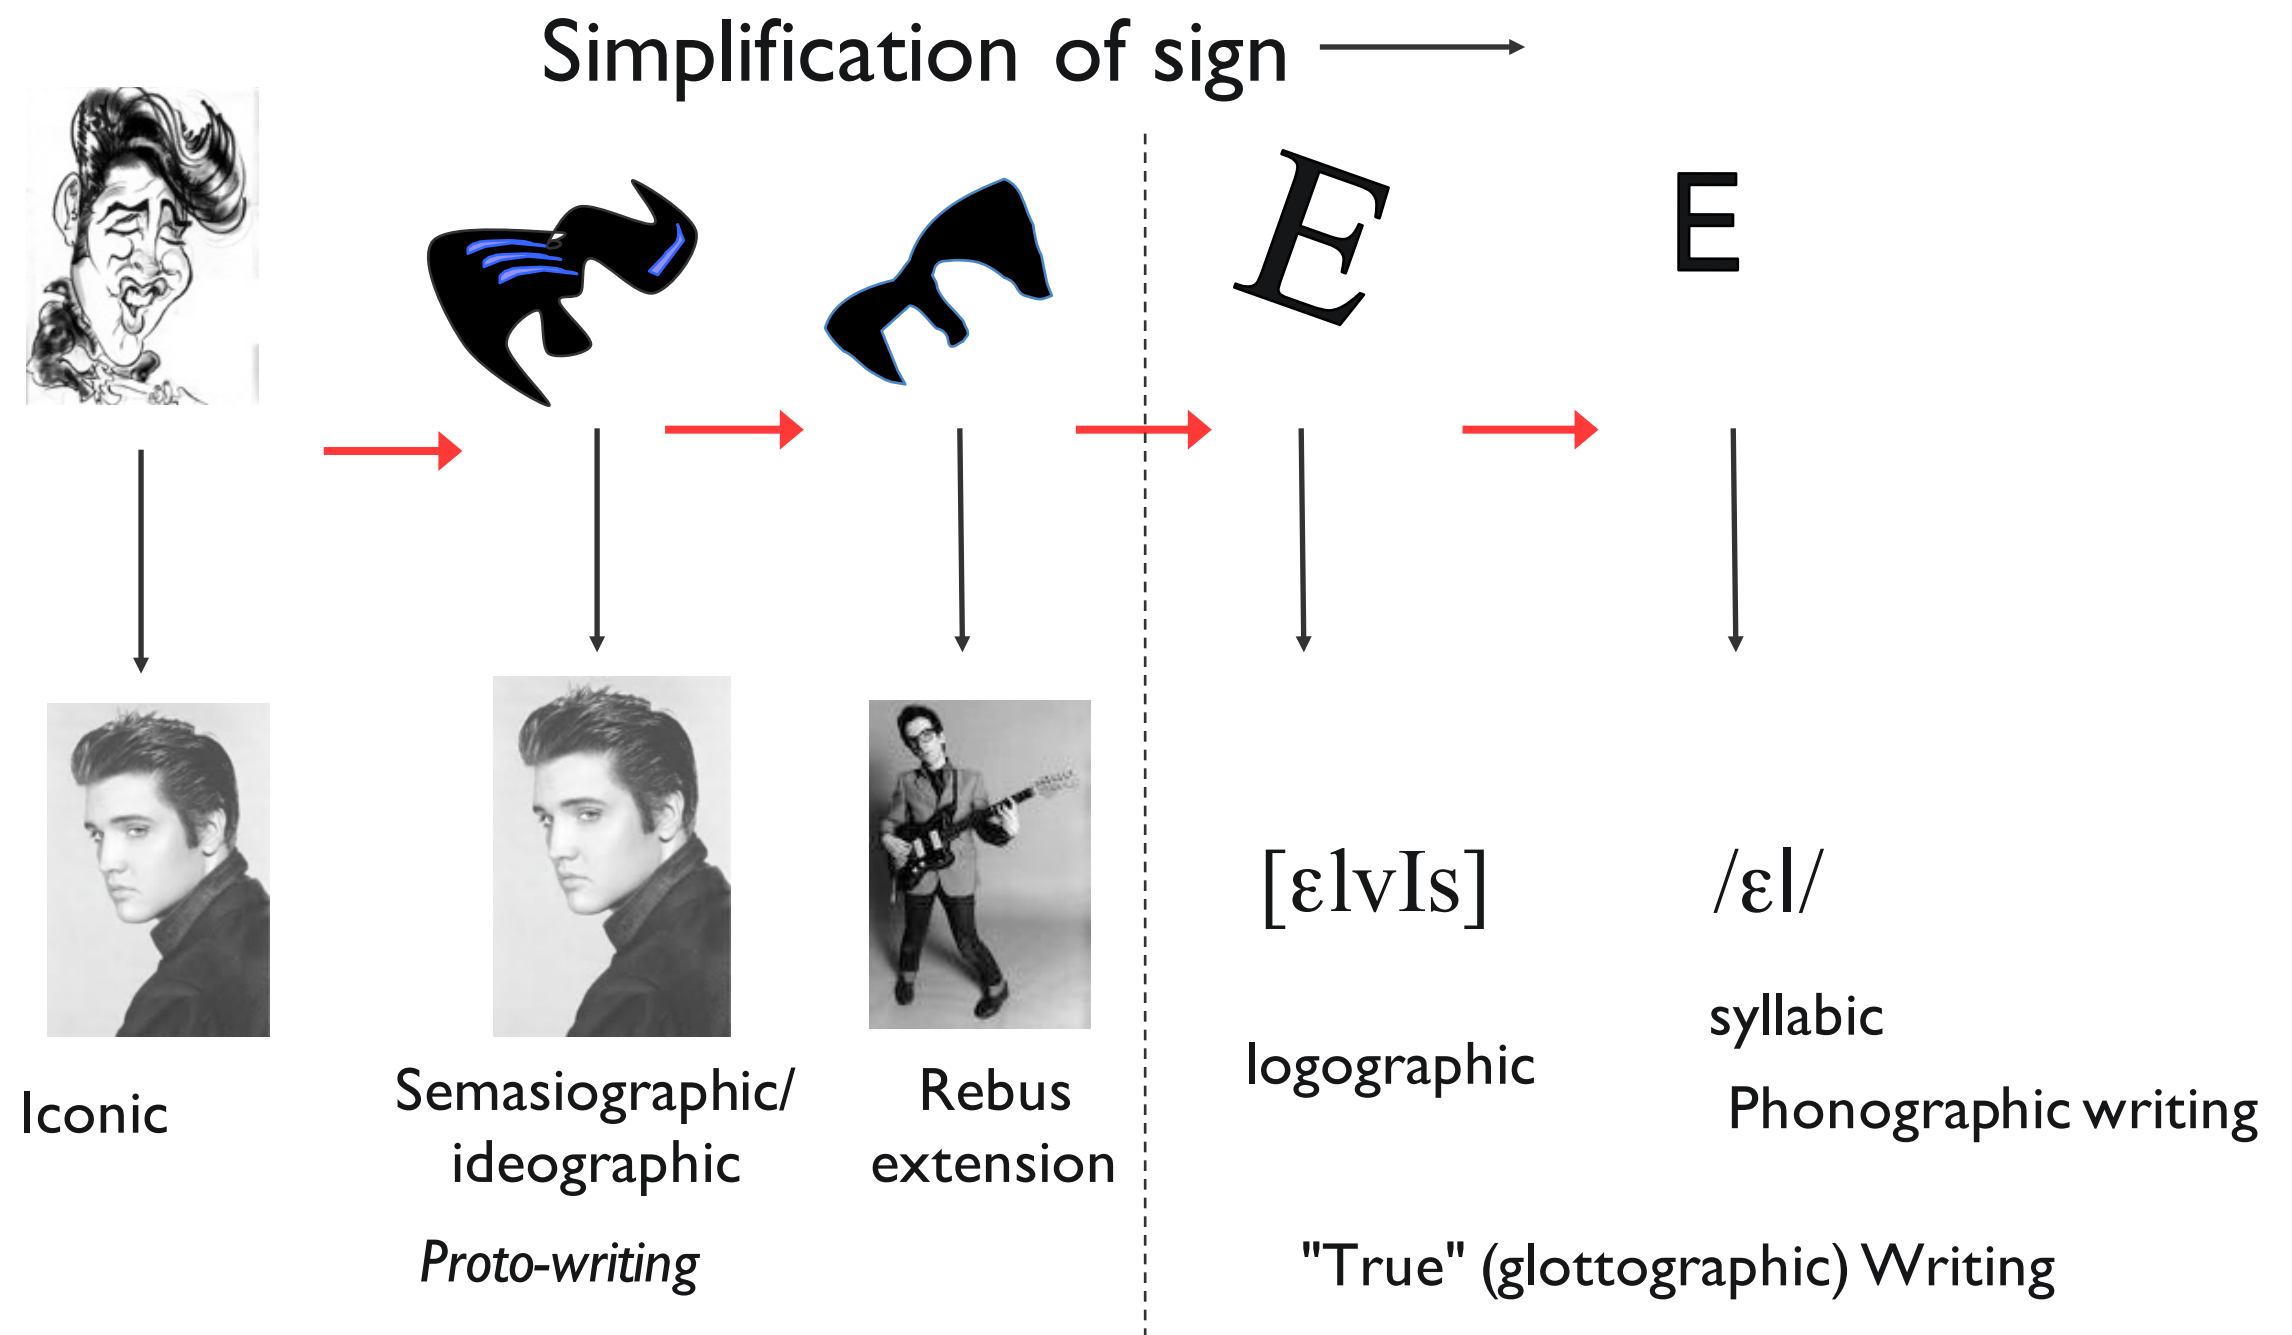 Simplification of sign
E
E
[ɛlvIs]
/ɛl/
Iconic
Semasiographic/
ideographic
Rebus
extension
logographic
syllabic
Phonographic writing
Proto-writing
"True" (glottographic) Writing